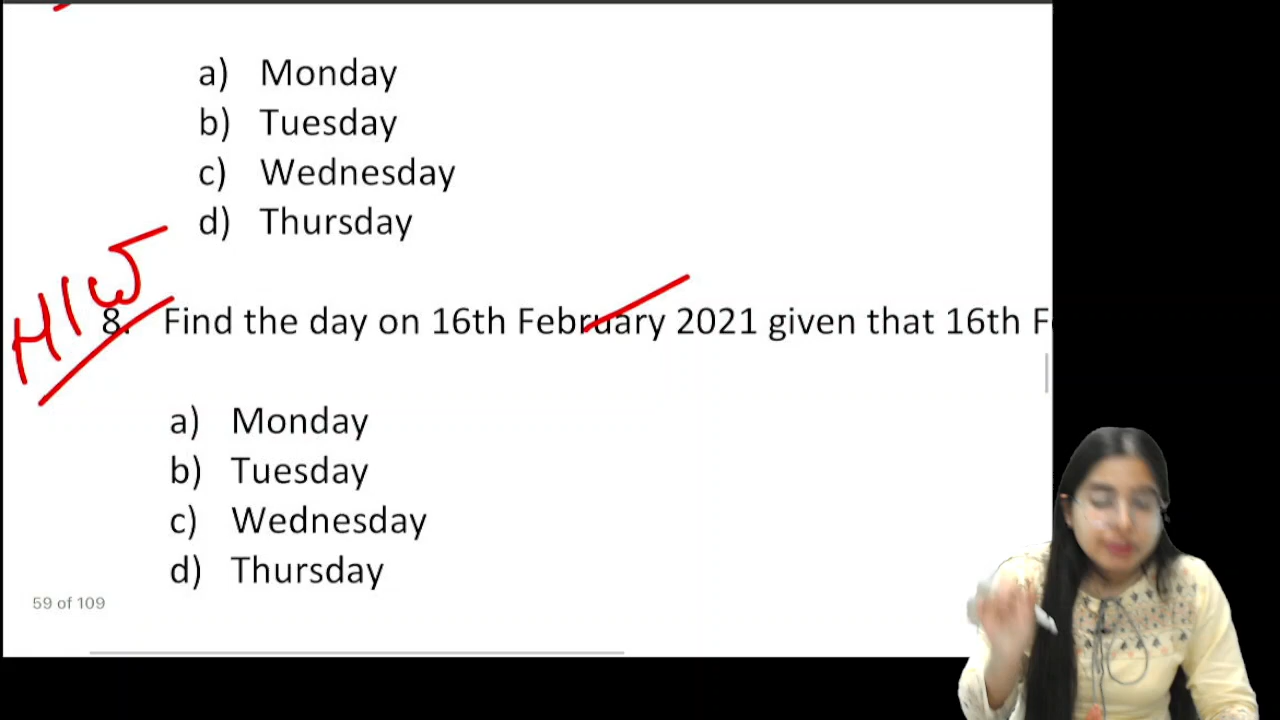 a) Monday
b) Tuesday
c) Wednesday
d) Thursday
H/W
8. Find the day on 16th February 2021 given that 16th F
a) Monday
b) Tuesday
c) Wednesday
d) Thursday
59 of 109